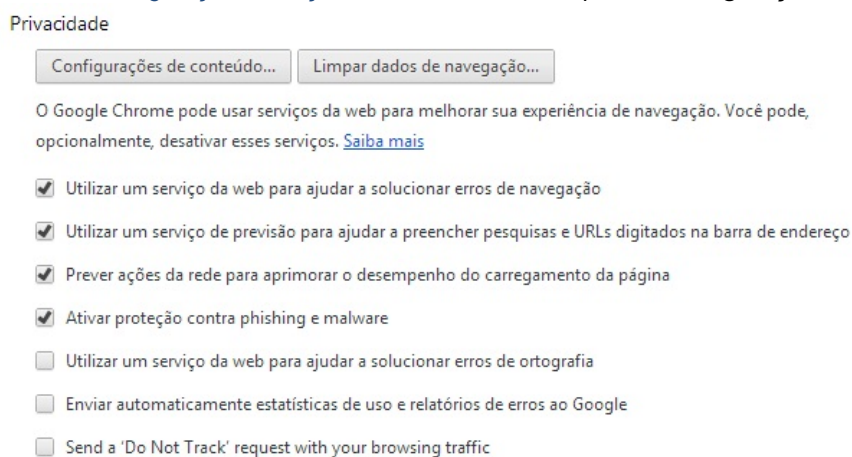 Privacidade
Configurações de conteúdo... Limpar dados de navegação...
O Google Chrome pode usar serviços da web para melhorar sua experiência de navegação. Você pode,
opcionalmente, desativar esses serviços. Saiba mais
Utilizar um serviço da web para ajudar a solucionar erros de navegação
Utilizar um serviço de previsão para ajudar a preencher pesquisas e URLs digitados na barra de endereço
Prever ações da rede para aprimorar o desempenho do carregamento da página
Ativar proteção contra phishing e malware
Utilizar um serviço da web para ajudar a solucionar erros de ortografia
Enviar automaticamente estatísticas de uso e relatórios de erros ao Google
Send a 'Do Not Track' request with your browsing traffic